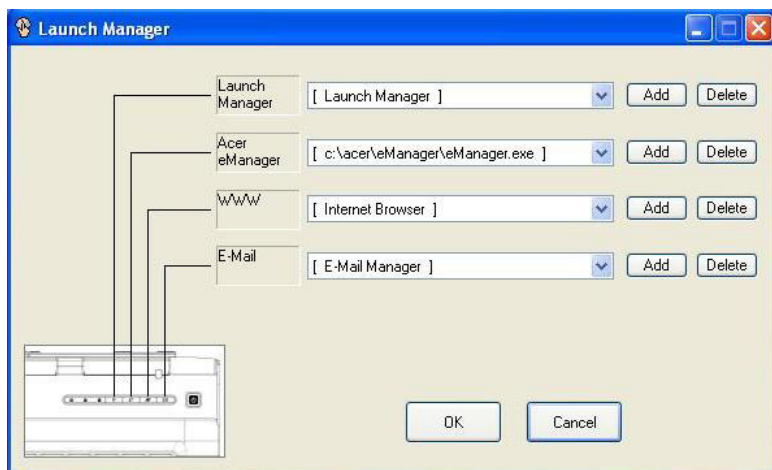 Launch Manager
Launch
Manager
[ Launch Manager ]
Add
Delete
Acer
eManager
[ c:\acer\eManager\eManager.exe ]
Add
Delete
WWW
[ Internet Browser ]
Add
Delete
E-Mail
[ E-Mail Manager ]
Add
Delete
OK
Cancel